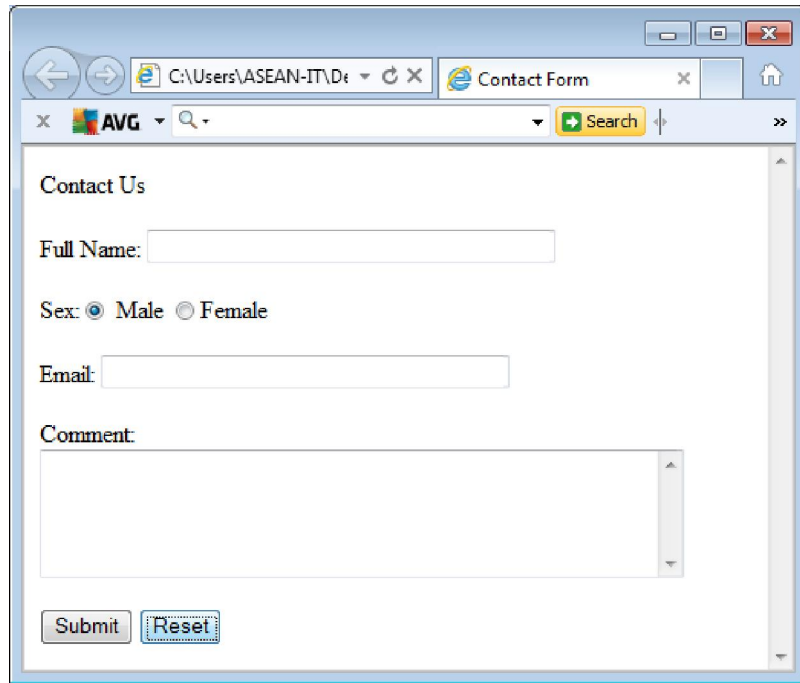 C:\Users\ASEAN-IT\De
Contact Form
AVG
Search
Contact Us
Full Name:
Sex: Male Female
Email:
Comment:
Submit Reset